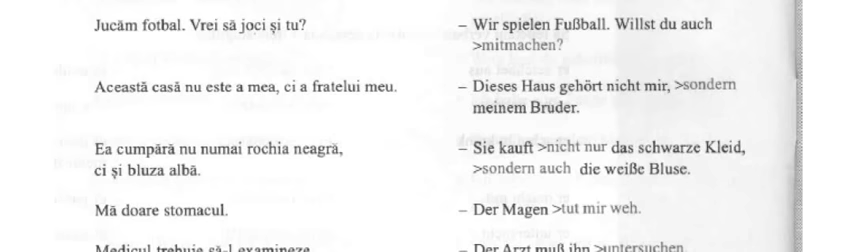 Jucăm fotbal. Vrei să joci și tu?
– Wir spielen Fußball. Willst du auch
>mitmachen?
Această casă nu este a mea, ci a fratelui meu.
– Dieses Haus gehört nicht mir, >sondern
meinem Bruder.
Ea cumpără nu numai rochia neagră,
ci și bluza albă.
– Sie kauft >nicht nur das schwarze Kleid,
>sondern auch die weiße Bluse.
Mă doare stomacul.
– Der Magen >tut mir weh.
Medicul trebuie să-l examineze.
– Der Arzt muß ihn >untersuchen.